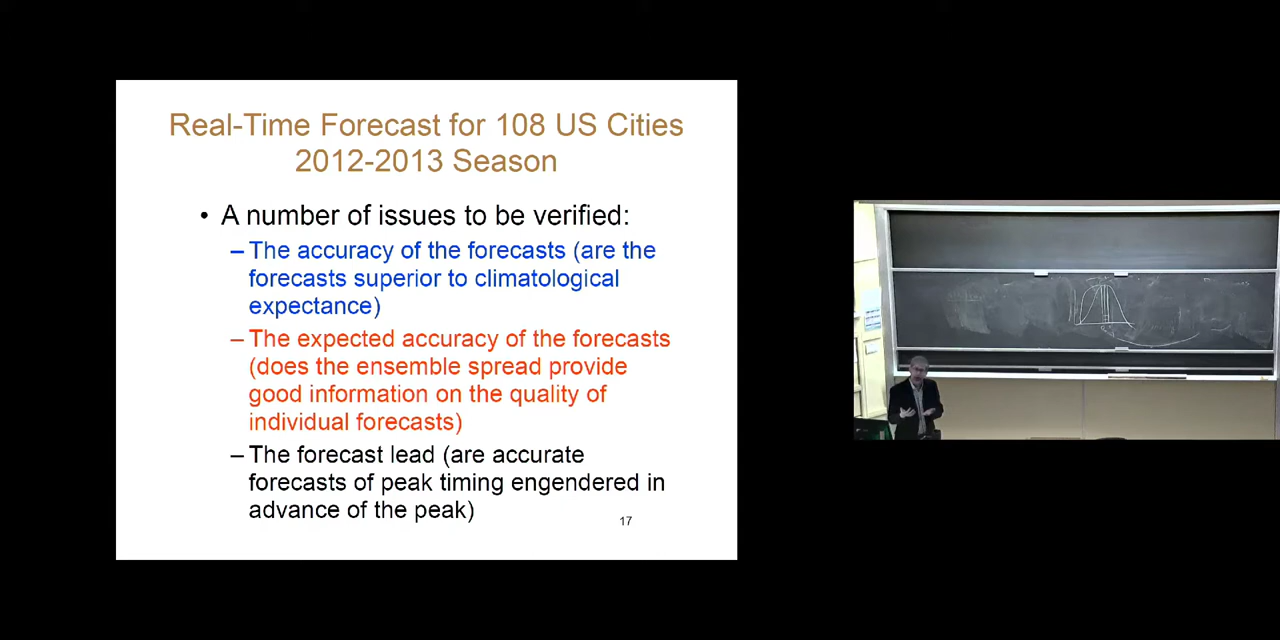 Real-Time Forecast for 108 US Cities
2012-2013 Season
• A number of issues to be verified:
– The accuracy of the forecasts (are the
forecasts superior to climatological
expectance)
– The expected accuracy of the forecasts
(does the ensemble spread provide
good information on the quality of
individual forecasts)
– The forecast lead (are accurate
forecasts of peak timing engendered in
advance of the peak)
17